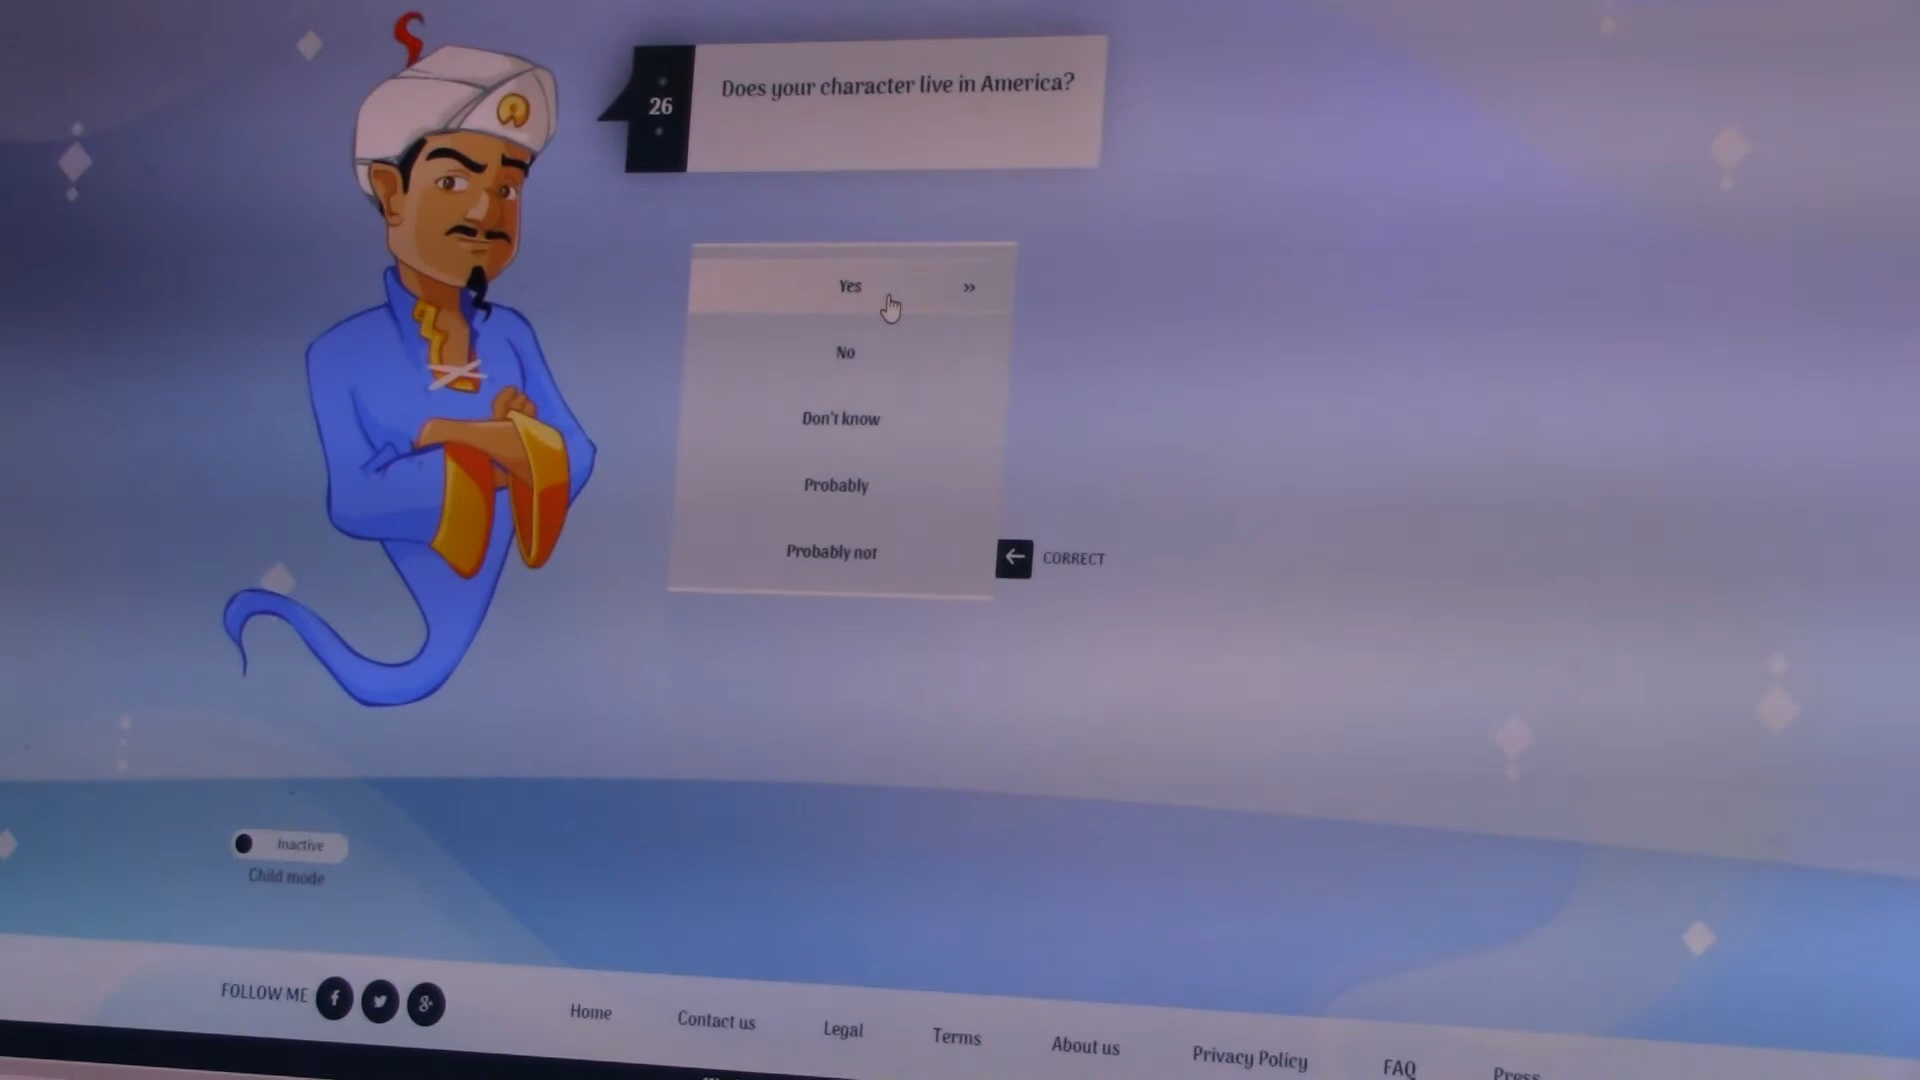 Does your character live in America?
26
Yes
No
Don't know
Probably
Probably not
CORRECT
Inactive
Child mode
FOLLOW ME
Home
Contact us
Legal
Terms
About us
Privacy Policy
FAQ
Press